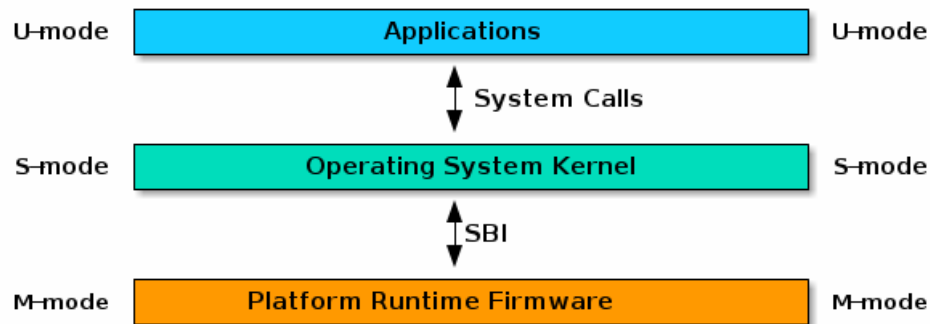 U-mode Applications U-mode
System Calls
S-mode Operating System Kernel S-mode
SBI
M-mode Platform Runtime Firmware M-mode